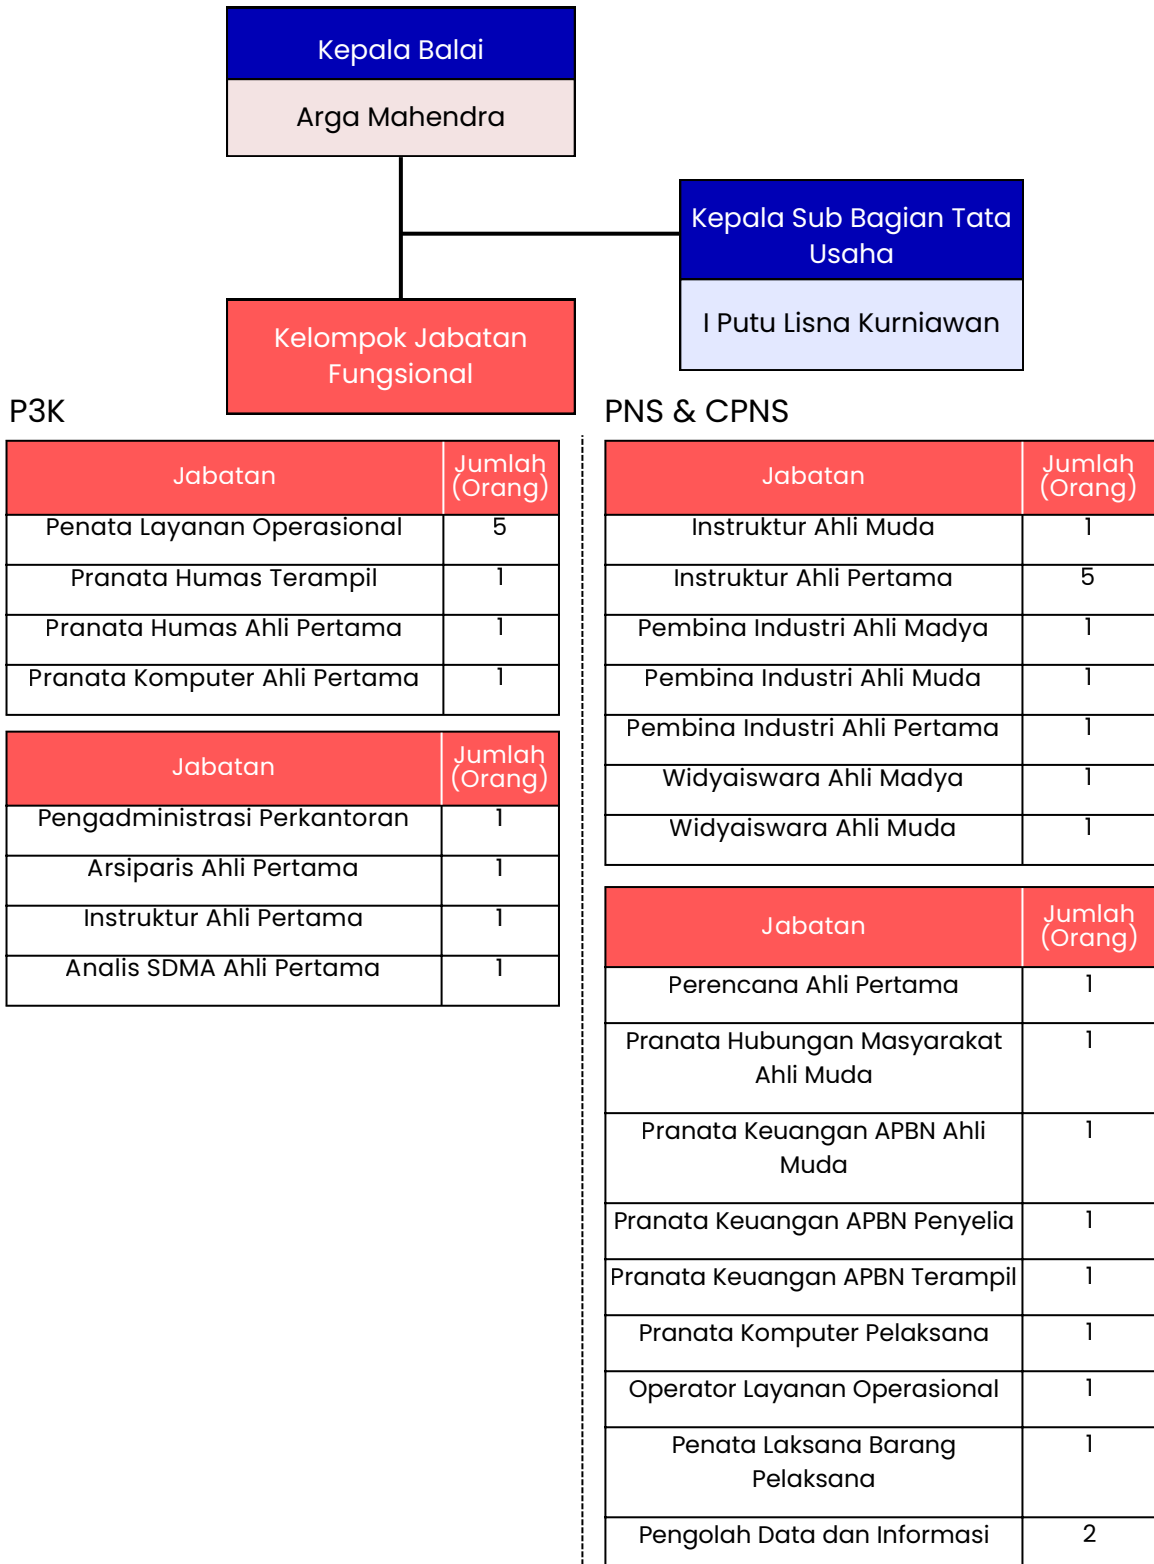 Kepala Balai
Arga Mahendra
Kepala Sub Bagian Tata
Usaha
I Putu Lisna Kurniawan
Kelompok Jabatan
Fungsional
P3K
Jabatan Jumlah
(Orang)
Penata Layanan Operasional 5
Pranata Humas Terampil 1
Pranata Humas Ahli Pertama 1
Pranata Komputer Ahli Pertama 1
Jabatan Jumlah
(Orang)
Pengadministrasi Perkantoran 1
Arsiparis Ahli Pertama 1
Instruktur Ahli Pertama 1
Analis SDMA Ahli Pertama 1
PNS & CPNS
Jabatan Jumlah
(Orang)
Instruktur Ahli Muda 1
Instruktur Ahli Pertama 5
Pembina Industri Ahli Madya 1
Pembina Industri Ahli Muda 1
Pembina Industri Ahli Pertama 1
Widyaiswara Ahli Madya 1
Widyaiswara Ahli Muda 1
Jabatan Jumlah
(Orang)
Perencana Ahli Pertama 1
Pranata Hubungan Masyarakat 1
Ahli Muda
Pranata Keuangan APBN Ahli 1
Muda
Pranata Keuangan APBN Penyelia 1
Pranata Keuangan APBN Terampil 1
Pranata Komputer Pelaksana 1
Operator Layanan Operasional 1
Penata Laksana Barang 1
Pelaksana
Pengolah Data dan Informasi 2